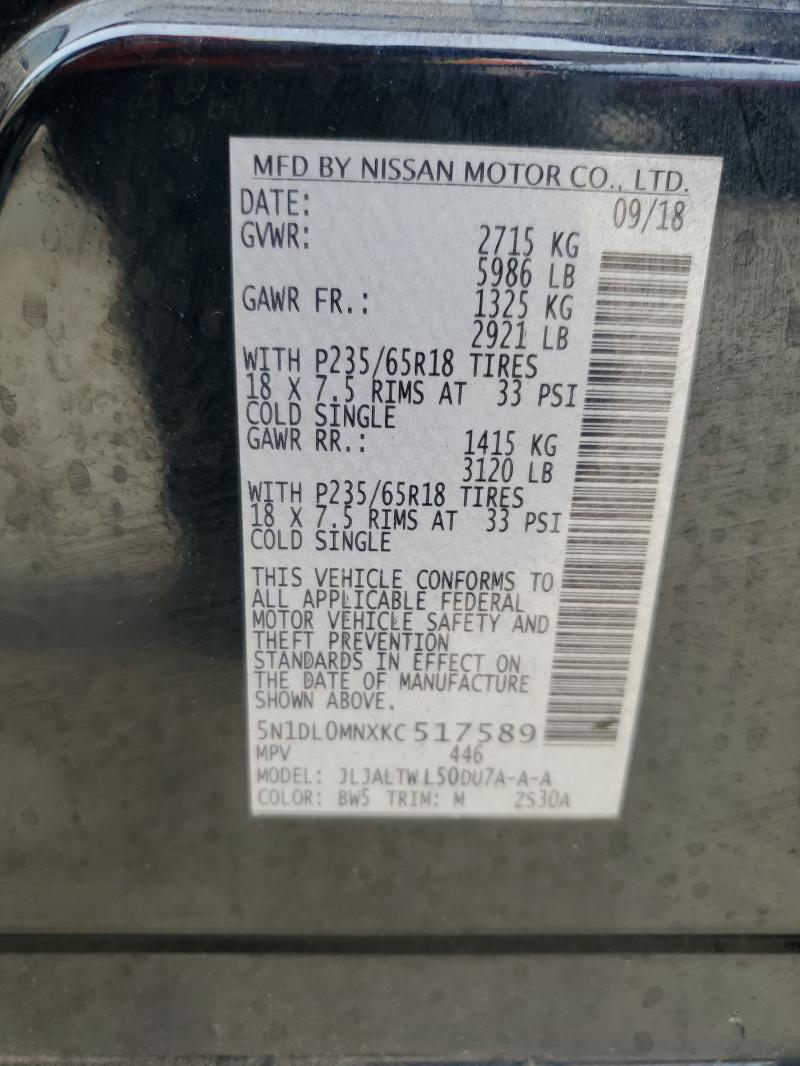 MFD BY NISSAN MOTOR CO., LTD.
DATE: 09/18
GVWR: 2715 KG
5986 LB
GAWR FR.: 1325 KG
2921 LB
WITH P235/65R18 TIRES
18 X 7.5 RIMS AT 33 PSI
COLD SINGLE
GAWR RR.: 1415 KG
3120 LB
WITH P235/65R18 TIRES
18 X 7.5 RIMS AT 33 PSI
COLD SINGLE
THIS VEHICLE CONFORMS TO
ALL APPLICABLE FEDERAL
MOTOR VEHICLE SAFETY AND
THEFT PREVENTION
STANDARDS IN EFFECT ON
THE DATE OF MANUFACTURE
SHOWN ABOVE.
5N1DL0MNXKC517589
MPV 446
MODEL: JLJALTWL50DU7A-A-A
COLOR: BW5 TRIM: M 2S30A